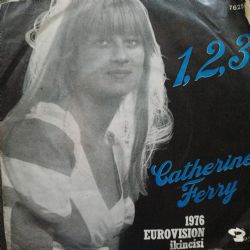 1,2,3
Catherine
Ferry
1976
EUROVISION
ikincisi